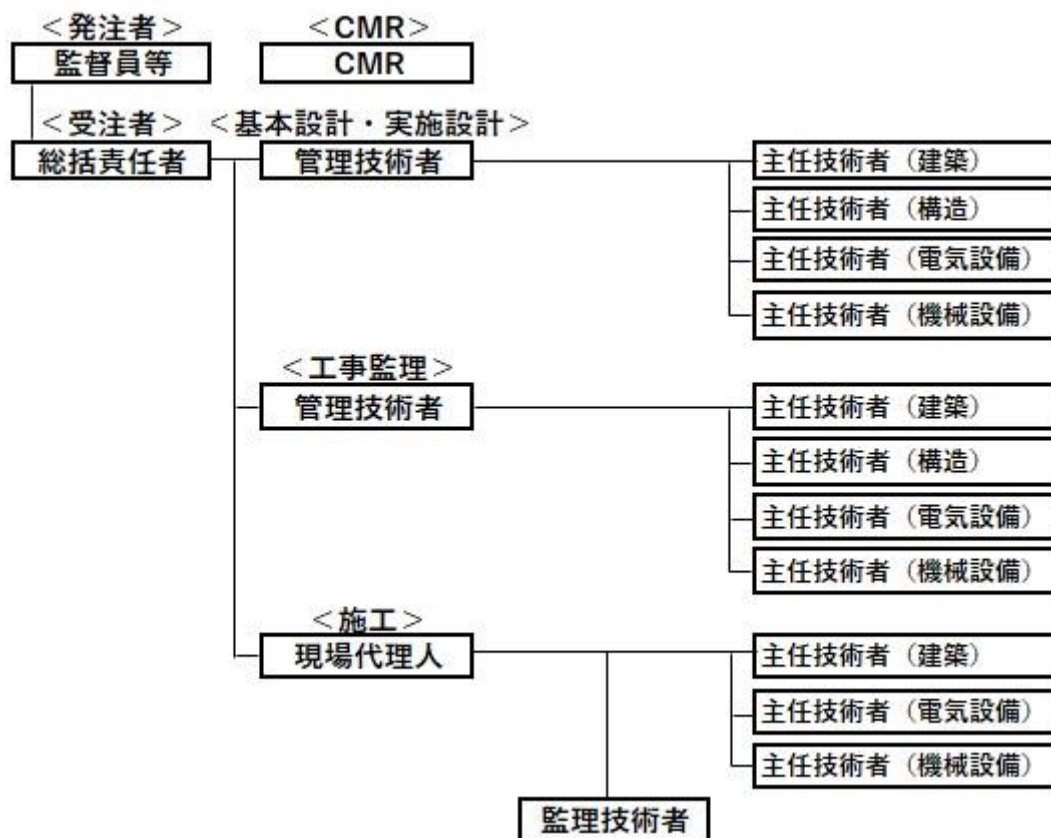 ＜発注者＞ ＜CMR＞
監督員等 CMR
＜受注者＞ ＜基本設計・実施設計＞
総括責任者 管理技術者 主任技術者（建築）
主任技術者（構造）
主任技術者（電気設備）
主任技術者（機械設備）
＜工事監理＞
管理技術者 主任技術者（建築）
主任技術者（構造）
主任技術者（電気設備）
主任技術者（機械設備）
＜施工＞
現場代理人 主任技術者（建築）
主任技術者（電気設備）
主任技術者（機械設備）
監理技術者